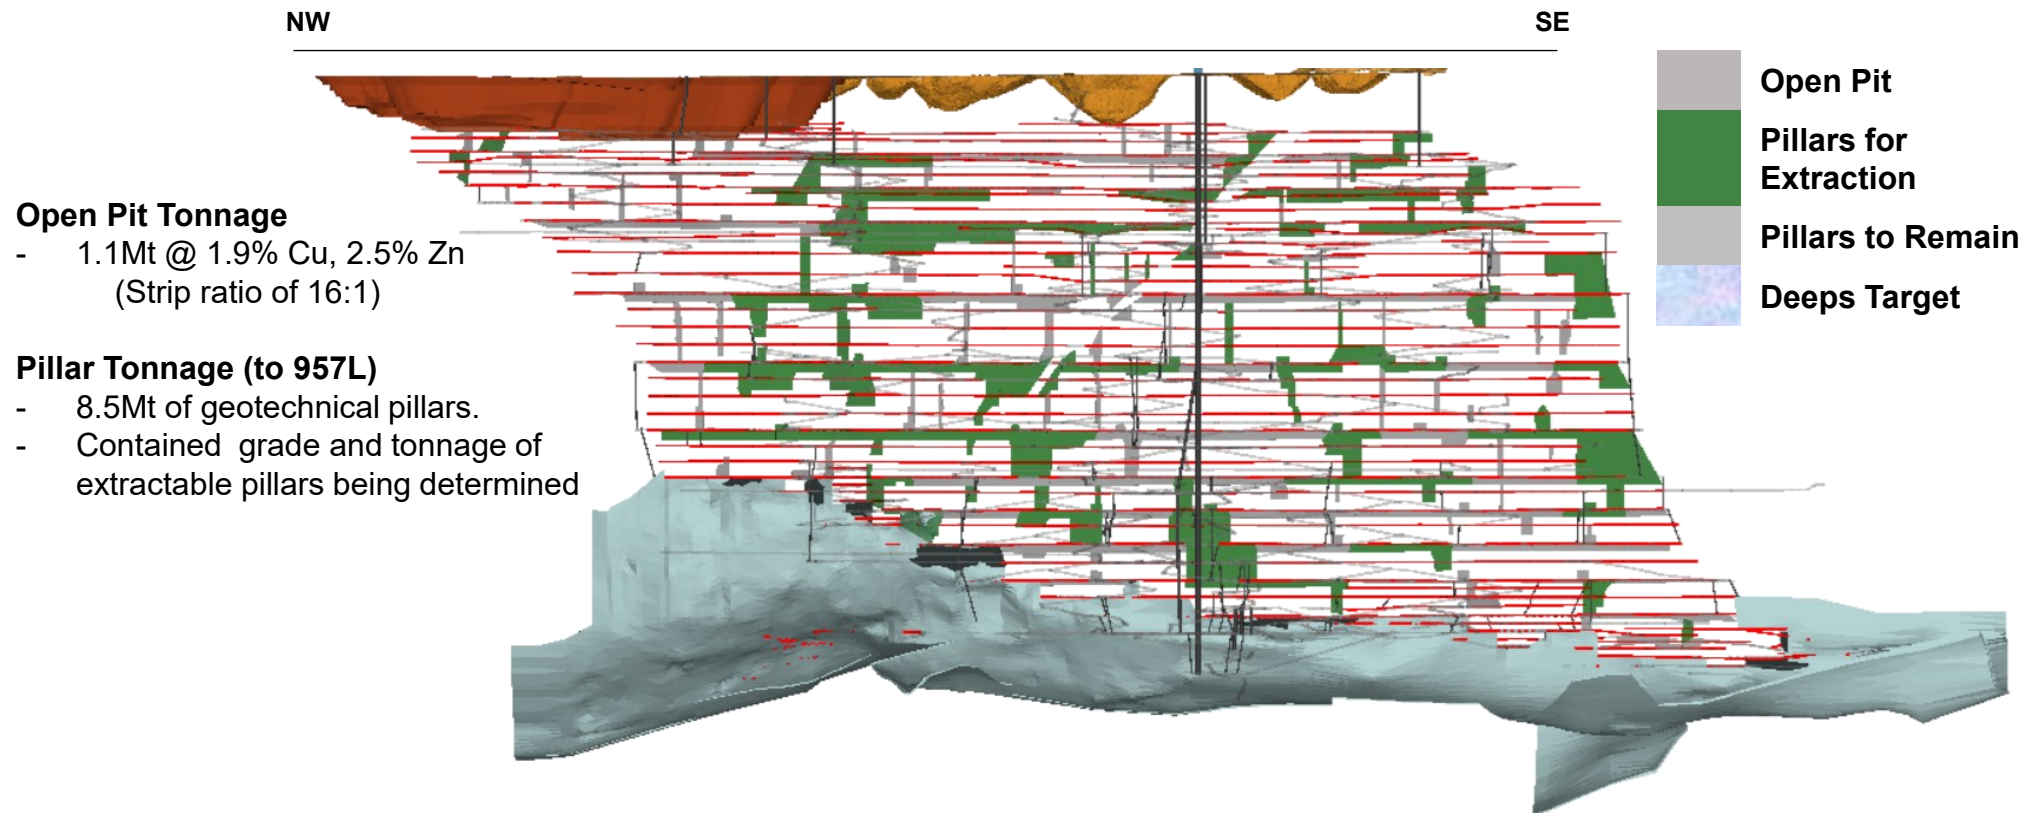 NW
SE
Open Pit
Pillars for
Extraction
Pillars to Remain
Deeps Target
Open Pit Tonnage
- 1.1Mt @ 1.9% Cu, 2.5% Zn
(Strip ratio of 16:1)
Pillar Tonnage (to 957L)
- 8.5Mt of geotechnical pillars.
- Contained grade and tonnage of
extractable pillars being determined